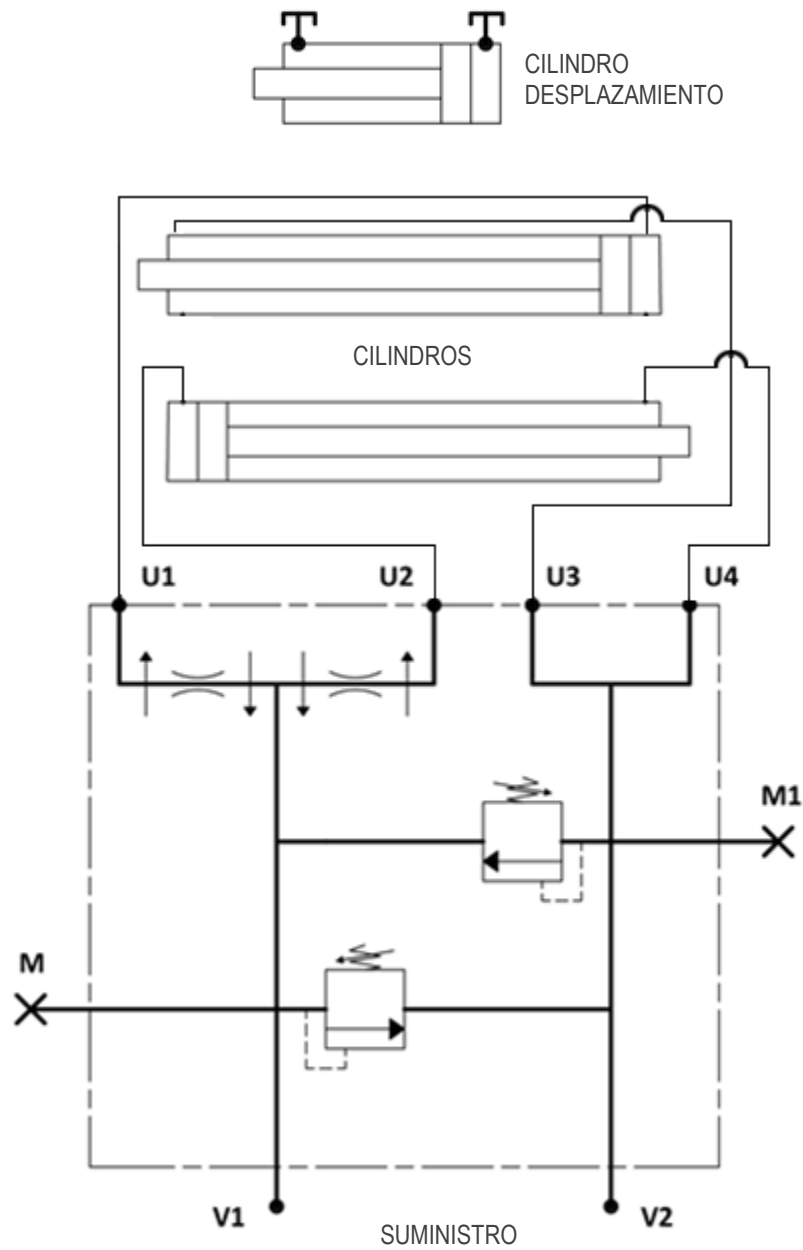 CILINDRO
DESPLAZAMIENTO
CILINDROS
U1
U2
U3
U4
M1
M
V1
V2
SUMINISTRO